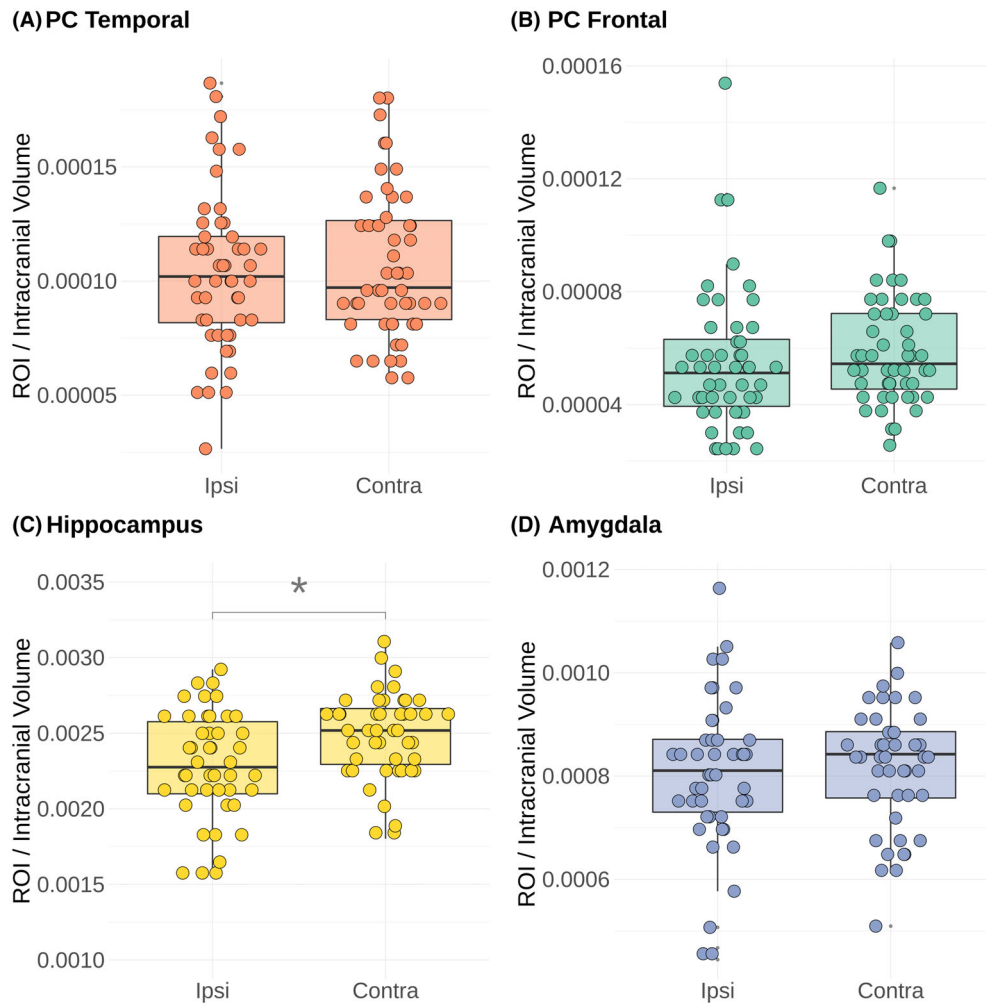 (A) PC Temporal
ROI / Intracranial Volume
0.00015
0.00010
0.00005
Ipsi
Contra
(B) PC Frontal
ROI / Intracranial Volume
0.00016
0.00012
0.00008
0.00004
Ipsi
Contra
(C) Hippocampus
ROI / Intracranial Volume
0.0035
0.0030
0.0025
0.0020
0.0015
0.0010
*
Ipsi
Contra
(D) Amygdala
ROI / Intracranial Volume
0.0012
0.0010
0.0008
0.0006
Ipsi
Contra